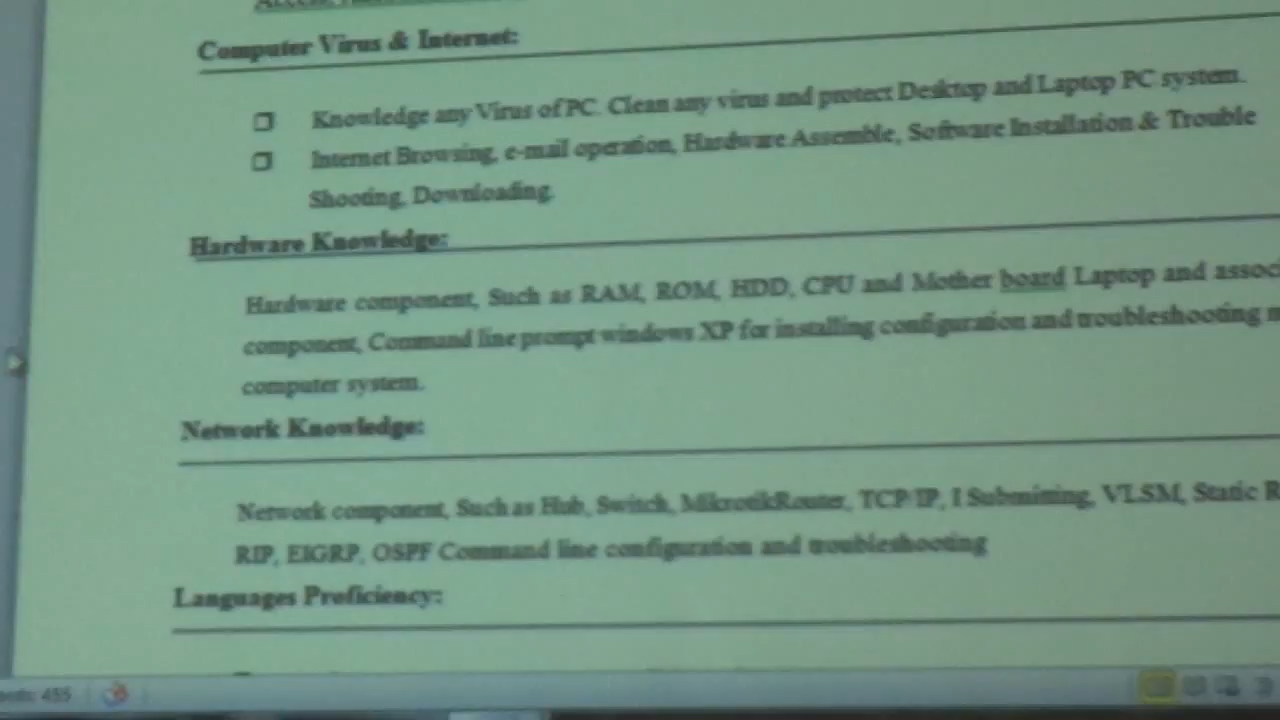 Computer Virus & Internet:
Knowledge any Virus of PC. Clean any virus and protect Desktop and Laptop PC system.
Internet Browsing, e-mail operation, Hardware Assemble, Software Installation & Trouble
Shooting, Downloading.
Hardware Knowledge:
Hardware component, Such as RAM, ROM, HDD, CPU and Mother board Laptop and assoc
component, Command line prompt windows XP for installing configuration and troubleshooting
computer system.
Network Knowledge:
Network component, Such as Hub, Switch, MikrotikRouter, TCP/IP, I Submitting, VLSM, Static R
RIP, EIGRP, OSPF Command line configuration and troubleshooting
Languages Proficiency:
455